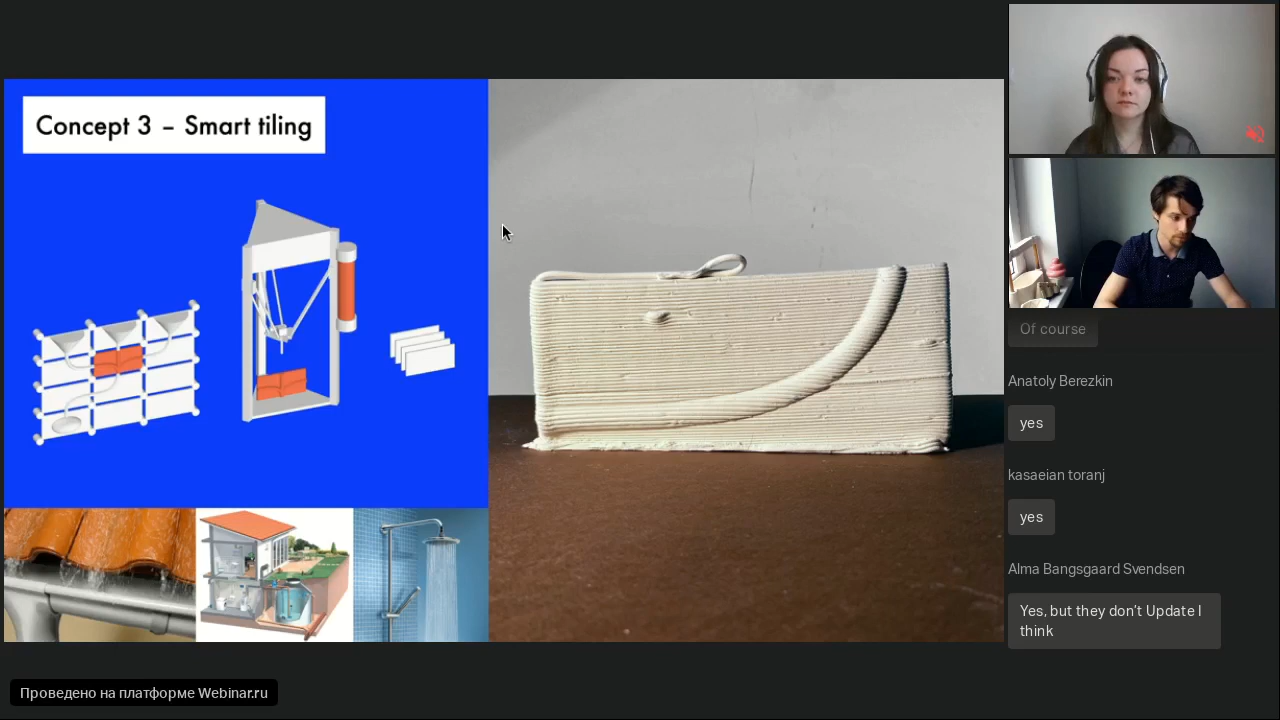 Concept 3 – Smart tiling
Of course
Anatoly Berezkin
yes
kasaeian toranj
yes
Alma Bangsgaard Svendsen
Yes, but they don't Update I
think
Проведено на платформе Webinar.ru